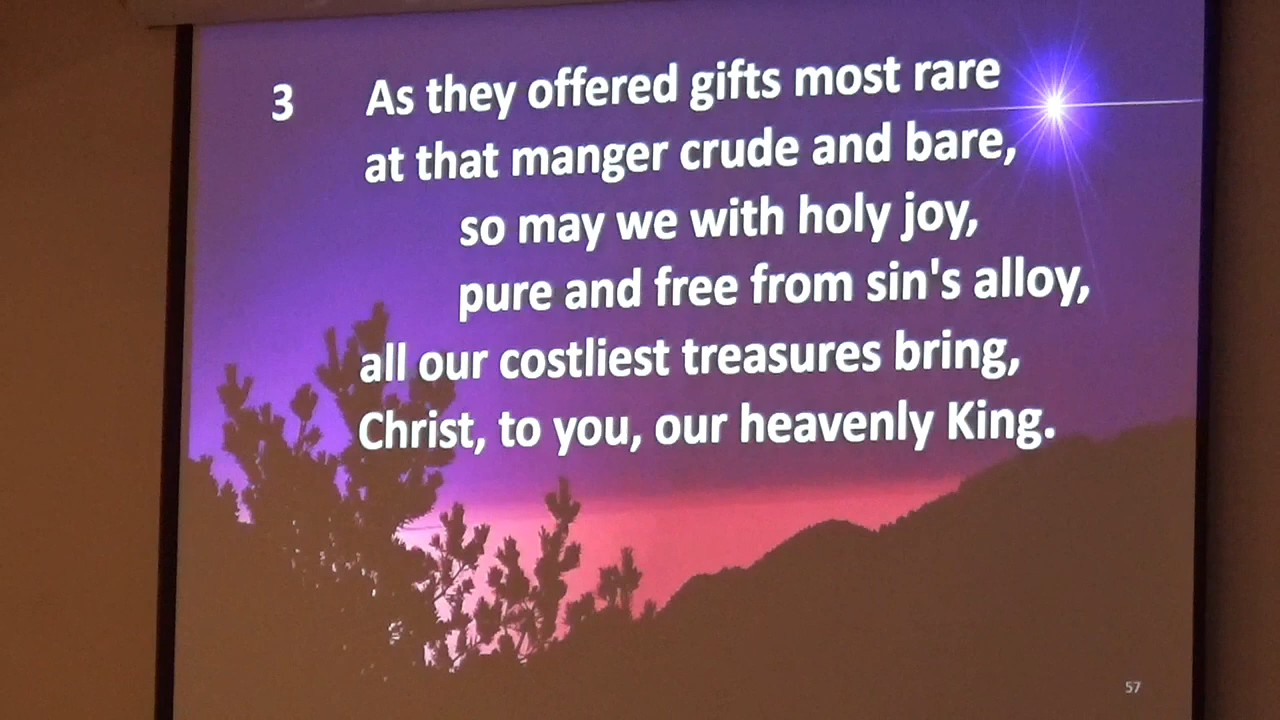 3 As they offered gifts most rare
at that manger crude and bare,
so may we with holy joy,
pure and free from sin's alloy,
all our costliest treasures bring,
Christ, to you, our heavenly King.
57